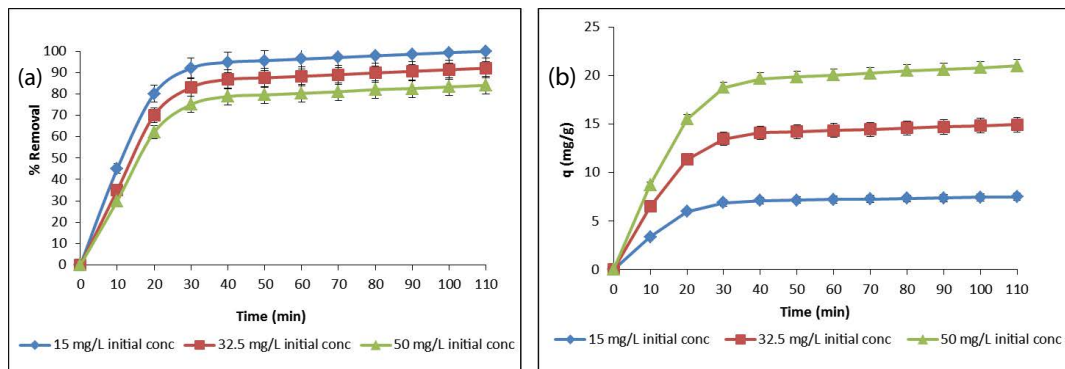 (a)
% Removal
100
90
80
70
60
50
40
30
20
10
0
0 10 20 30 40 50 60 70 80 90 100 110
Time (min)
15 mg/L initial conc 32.5 mg/L initial conc 50 mg/L initial conc
(b)
q (mg/g)
25
20
15
10
5
0
0 10 20 30 40 50 60 70 80 90 100 110
Time (min)
15 mg/L initial conc 32.5 mg/L initial conc 50 mg/L initial conc